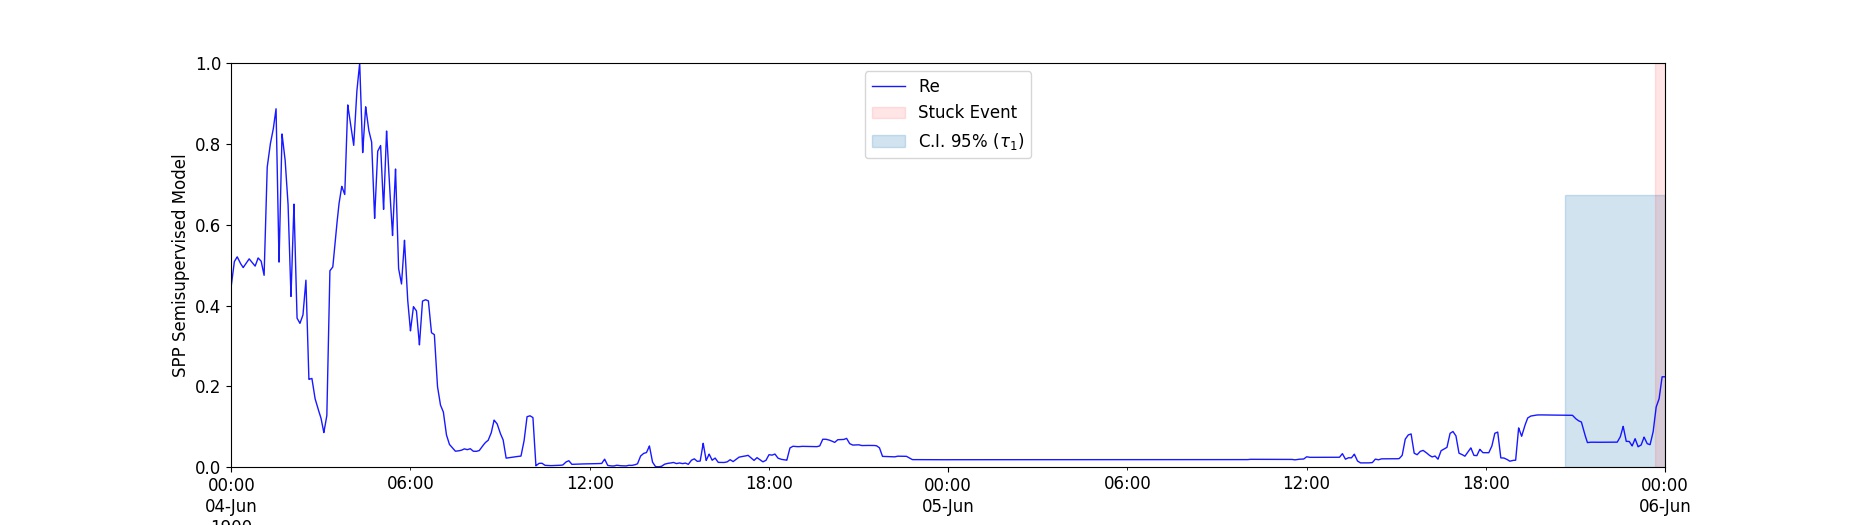 1.0
0.8
0.6
0.4
0.2
0.0
SPP Semisupervised Model
Re
Stuck Event
C.I. 95% (τ₁)
00:00 06:00 12:00 18:00 00:00 06:00 12:00 18:00 00:00
04-Jun 05-Jun 06-Jun
1900